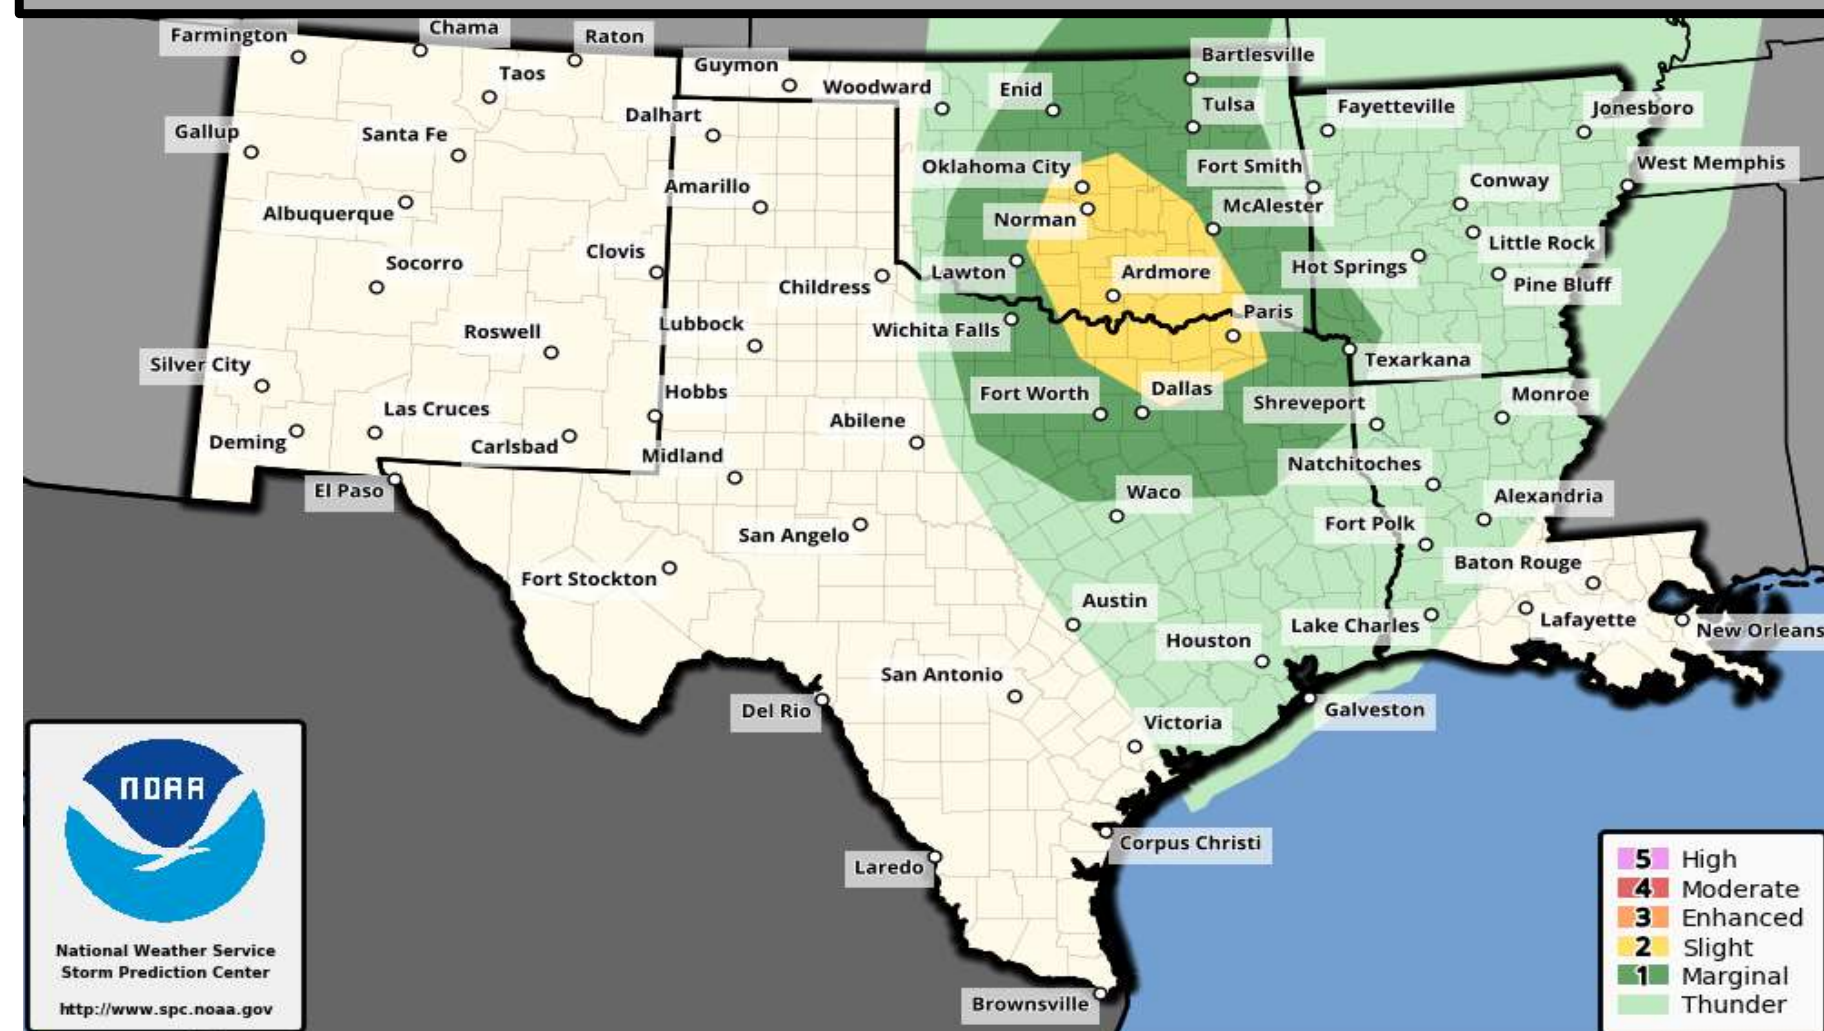 Farmington
Chama
Raton
Taos
Guymon
Woodward
Enid
Bartlesville
Tulsa
Fayetteville
Jonesboro
Dalhart
Gallup
Santa Fe
Oklahoma City
Fort Smith
West Memphis
Conway
Amarillo
Albuquerque
Norman
McAlester
Little Rock
Clovis
Socorro
Lawton
Ardmore
Hot Springs
Pine Bluff
Childress
Paris
Roswell
Lubbock
Wichita Falls
Texarkana
Silver City
Hobbs
Fort Worth
Dallas
Shreveport
Monroe
Las Cruces
Abilene
Deming
Carlsbad
Midland
Natchitoches
El Paso
Waco
Alexandria
San Angelo
Fort Polk
Baton Rouge
Fort Stockton
Austin
Lake Charles
Lafayette
New Orleans
Houston
San Antonio
Del Rio
Galveston
Victoria
Corpus Christi
Laredo
Brownsville
NOAA
National Weather Service
Storm Prediction Center
http://www.spc.noaa.gov
5 High
4 Moderate
3 Enhanced
2 Slight
1 Marginal
Thunder